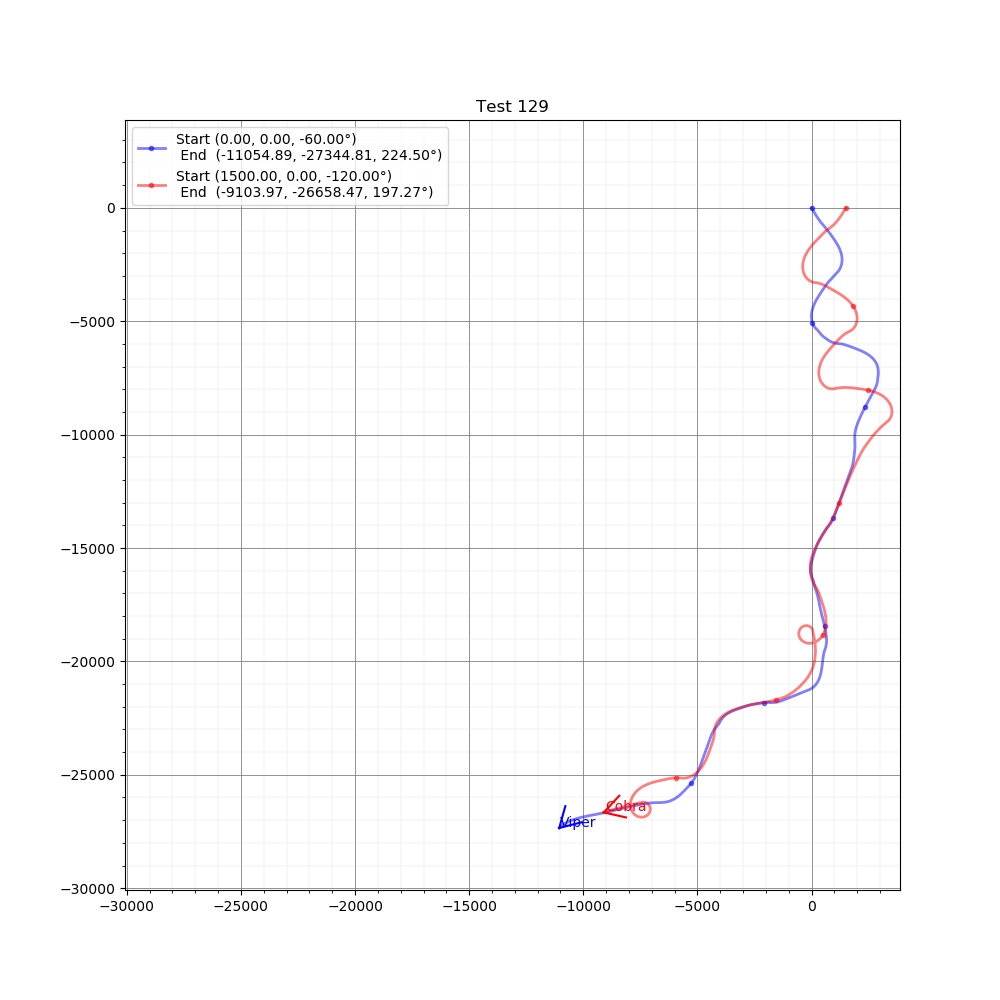 Test 129
Start (0.00, 0.00, -60.00°)
End  (-11054.89, -27344.81, 224.50°)
Start (1500.00, 0.00, -120.00°)
End  (-9103.97, -26658.47, 197.27°)
0
−5000
−10000
−15000
−20000
−25000
−30000
Cobra
Viper
−30000 −25000 −20000 −15000 −10000 −5000 0